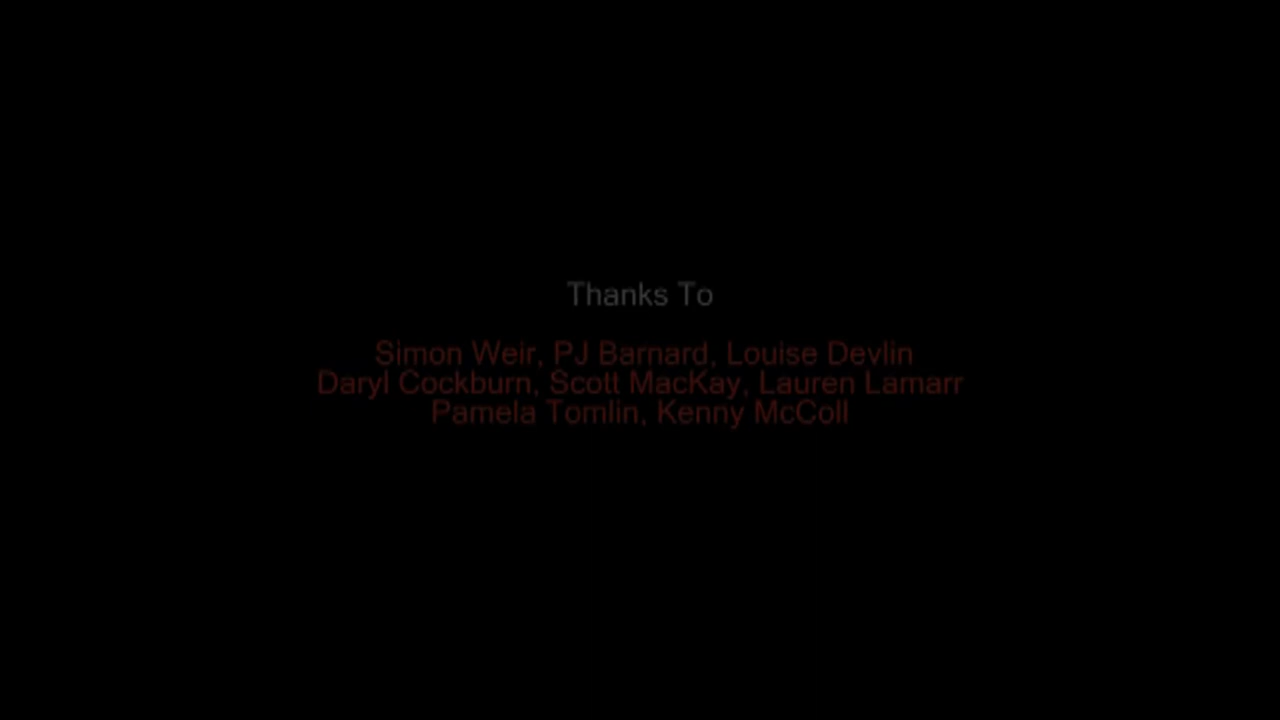 Thanks To
Simon Weir, PJ Barnard, Louise Devlin
Daryl Cockburn, Scott MacKay, Lauren Lamarr
Pamela Tomlin, Kenny McColl